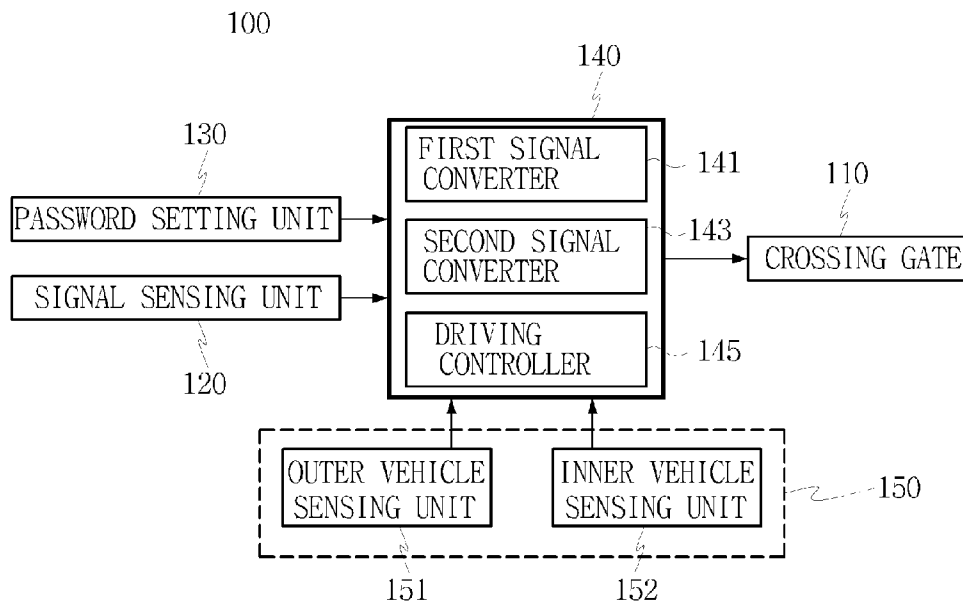 100
140
130
FIRST SIGNAL
CONVERTER
141
110
PASSWORD SETTING UNIT
SECOND SIGNAL
CONVERTER
143
CROSSING GATE
SIGNAL SENSING UNIT
DRIVING
CONTROLLER
145
120
OUTER VEHICLE
SENSING UNIT
INNER VEHICLE
SENSING UNIT
150
151
152